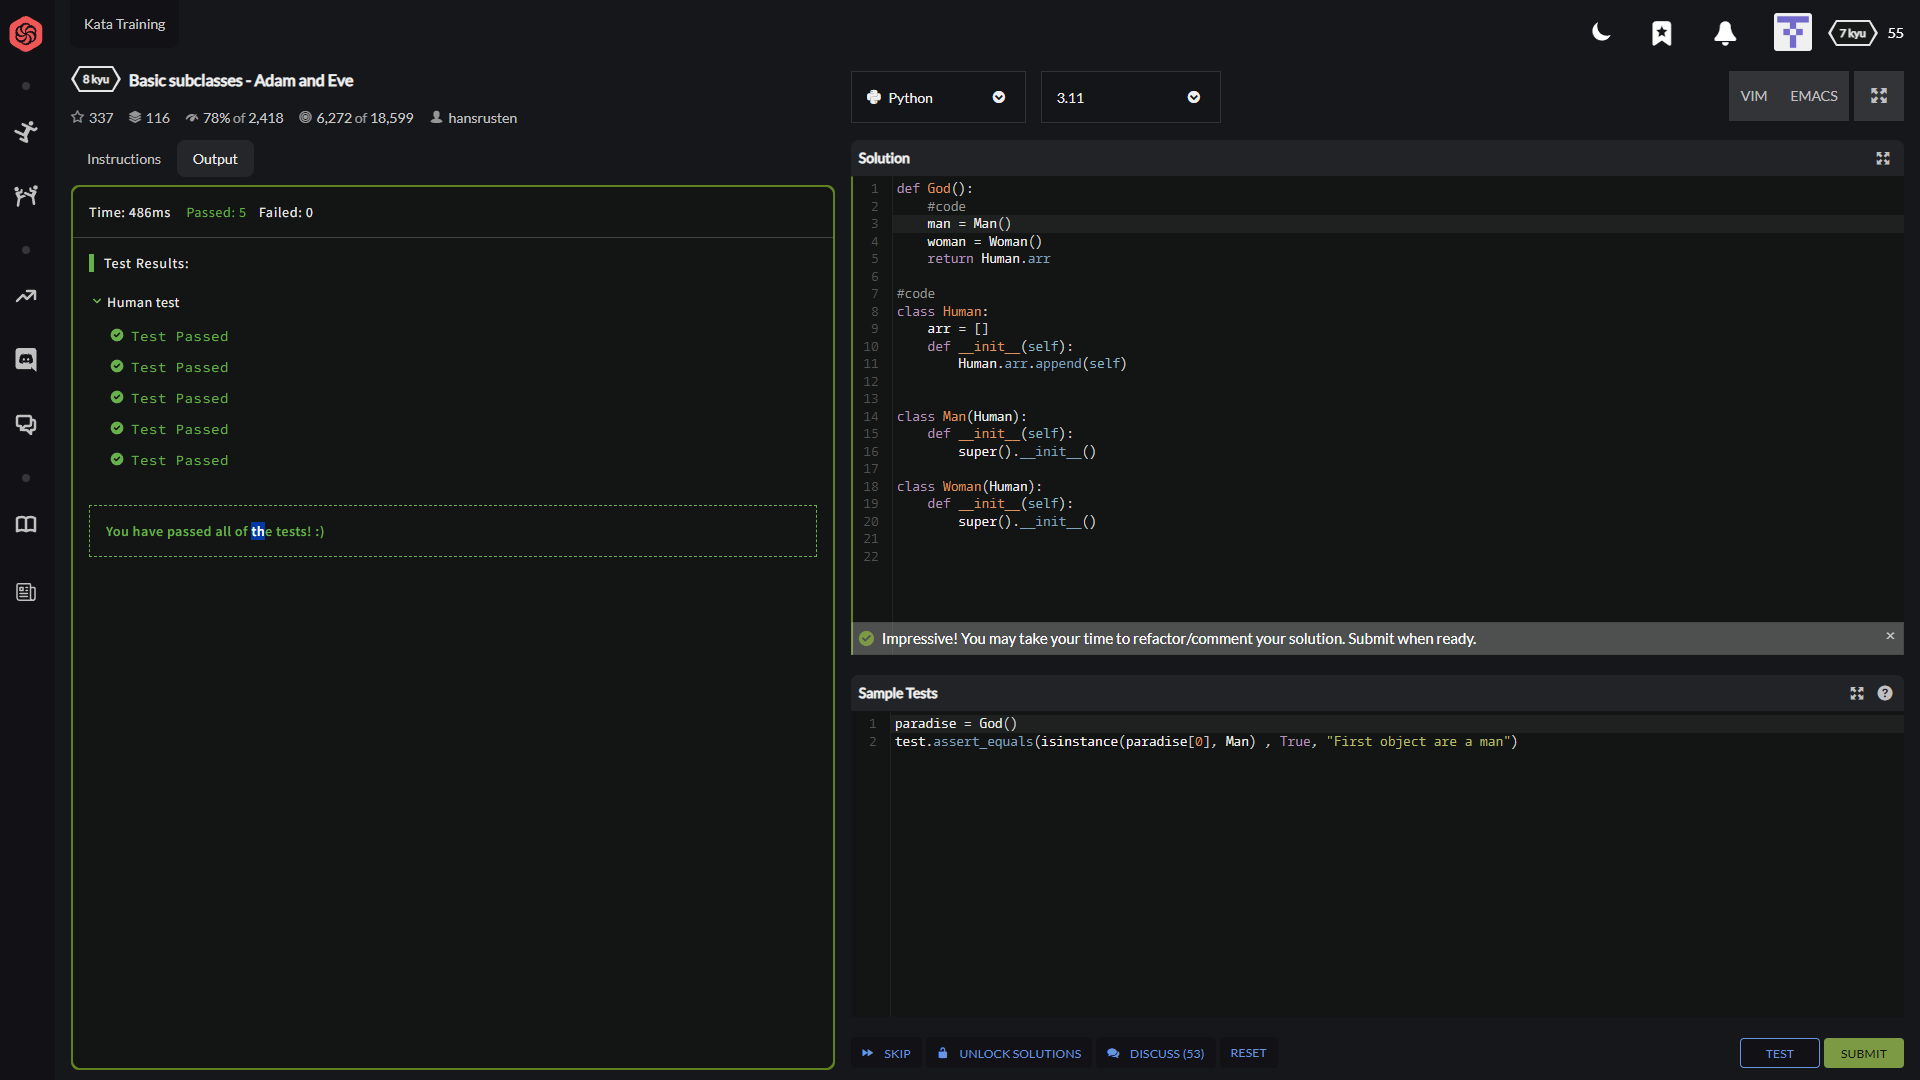 Kata Training
7 kyu
55
8 kyu
Basic subclasses - Adam and Eve
337
116
78% of 2,418
6,272 of 18,599
hansrusten
Instructions
Output
Time: 486ms Passed: 5 Failed: 0
Test Results:
Human test
Test Passed
Test Passed
Test Passed
Test Passed
Test Passed
You have passed all of the tests! :)
Python
3.11
VIM
EMACS
Solution
1 def God():
2     #code
3     man = Man()
4     woman = Woman()
5     return Human.arr
6
7 #code
8 class Human:
9     arr = []
10     def __init__(self):
11         Human.arr.append(self)
12
13
14 class Man(Human):
15     def __init__(self):
16         super().__init__()
17
18 class Woman(Human):
19     def __init__(self):
20         super().__init__()
21
22
Impressive! You may take your time to refactor/comment your solution. Submit when ready.
×
Sample Tests
?
1 paradise = God()
2 test.assert_equals(isinstance(paradise[0], Man) , True, "First object are a man")
SKIP
UNLOCK SOLUTIONS
DISCUSS (53)
RESET
TEST
SUBMIT